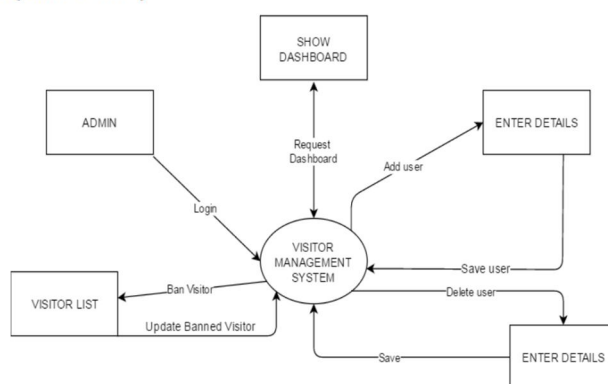 SHOW
DASHBOARD
ADMIN
ENTER DETAILS
Request
Dashboard
Add user
Login
VISITOR
MANAGEMENT
SYSTEM
Save user
Ban Visitor
Delete user
VISITOR LIST
Update Banned Visitor
Save
ENTER DETAILS